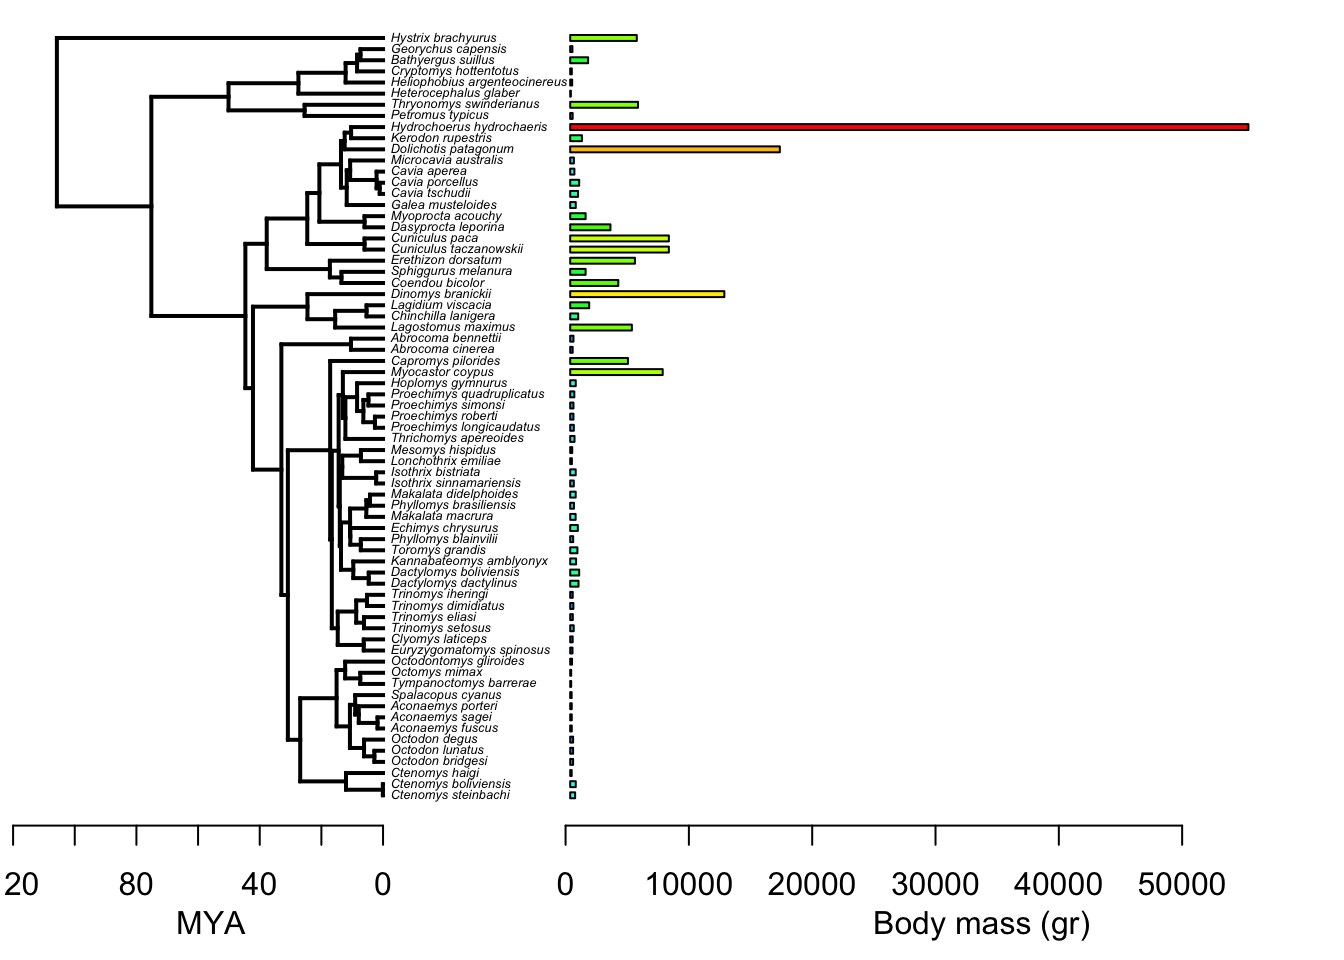 Hystrix brachyurus
Georychus capensis
Bathyergus suillus
Cryptomys hottentotus
Heliophobius argenteocinereus
Heterocephalus glaber
Thryonomys swinderianus
Petromus typicus
Hydrochoerus hydrochaeris
Kerodon rupestris
Dolichotis patagonum
Microcavia australis
Cavia aperea
Cavia porcellus
Cavia tschudii
Galea musteloides
Myoprocta acouchy
Dasyprocta leporina
Cuniculus paca
Cuniculus taczanowskii
Erethizon dorsatum
Sphiggurus melanura
Coendou bicolor
Dinomys branickii
Lagidium viscacia
Chinchilla lanigera
Lagostomus maximus
Abrocoma bennettii
Abrocoma cinerea
Capromys pilorides
Myocastor coypus
Hoplomys gymnurus
Proechimys quadruplicatus
Proechimys simonsi
Proechimys roberti
Proechimys longicaudatus
Thrichomys apereoides
Mesomys hispidus
Lonchothrix emiliae
Isothrix bistriata
Isothrix sinnamariensis
Makalata didelphoides
Phyllomys brasiliensis
Makalata macrura
Echimys chrysurus
Phyllomys blainvilii
Toromys grandis
Kannabateomys amblyonyx
Dactylomys boliviensis
Dactylomys dactylinus
Trinomys iheringi
Trinomys dimidiatus
Trinomys eliasi
Trinomys setosus
Clyomys laticeps
Euryzygomatomys spinosus
Octodontomys gliroides
Octomys mimax
Tympanoctomys barrerae
Spalacopus cyanus
Aconaemys porteri
Aconaemys sagei
Aconaemys fuscus
Octodon degus
Octodon lunatus
Octodon bridgesi
Ctenomys haigi
Ctenomys boliviensis
Ctenomys steinbachi
20 80 40 0 0 10000 20000 30000 40000 50000
MYA Body mass (gr)